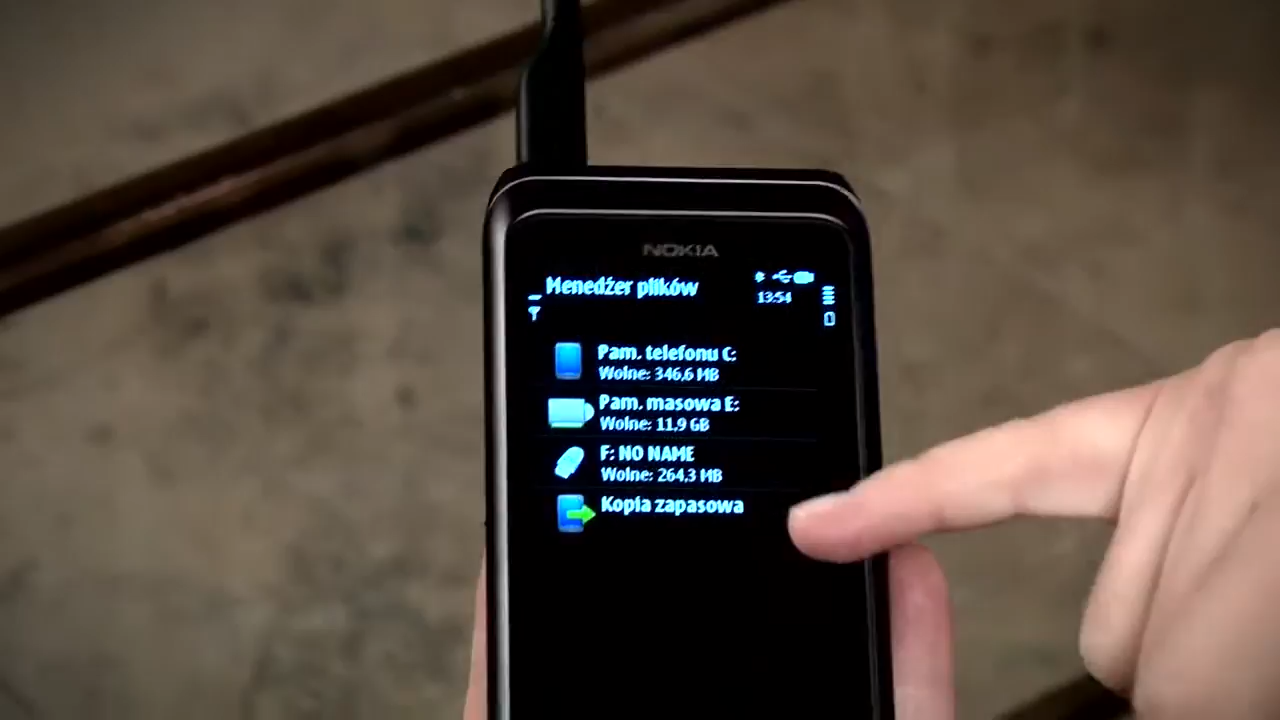 NOKIA
Menedżer plików
13:54
Pam. telefonu C:
Wolne: 346,6 MB
Pam. masowa E:
Wolne: 11,9 GB
F: NO NAME
Wolne: 264,3 MB
Kopia zapasowa